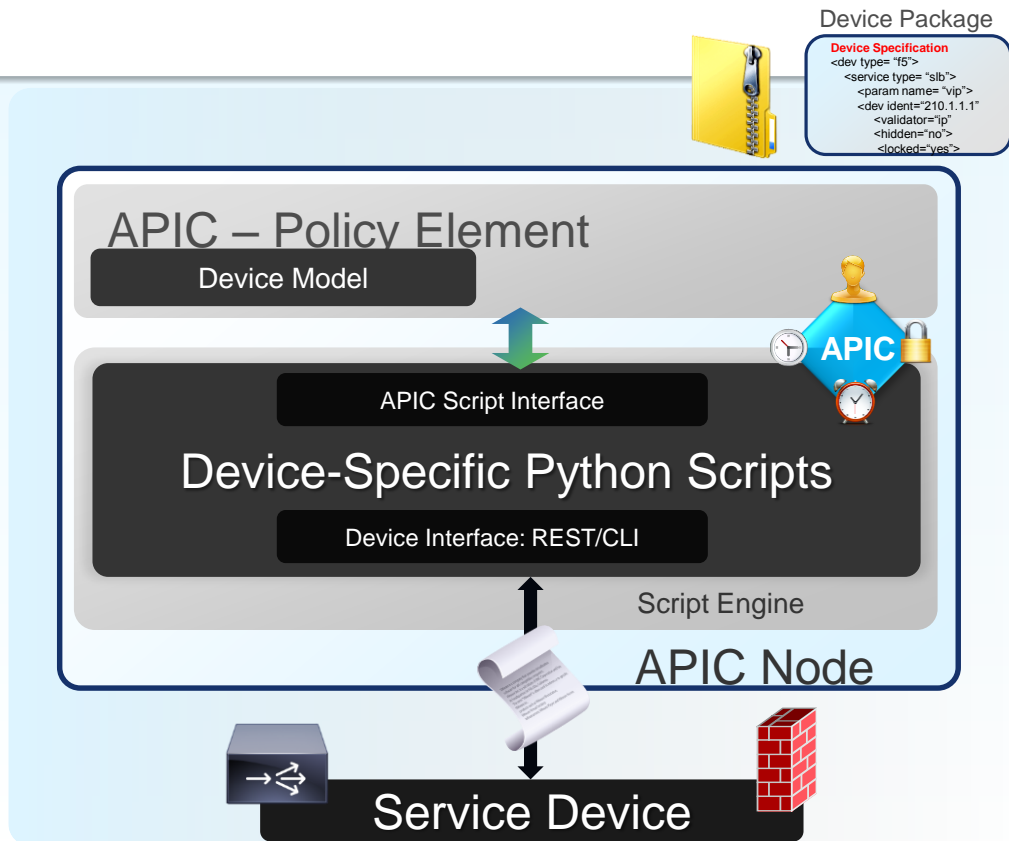 Device Package
Device Specification
<dev type= “f5”>
<service type= “slb”>
<param name= “vip”>
<dev ident=“210.1.1.1”
<validator=“ip”
<hidden=“no”>
<locked=“yes”>
APIC – Policy Element
Device Model
APIC
APIC Script Interface
Device-Specific Python Scripts
Device Interface: REST/CLI
Script Engine
APIC Node
Service Device